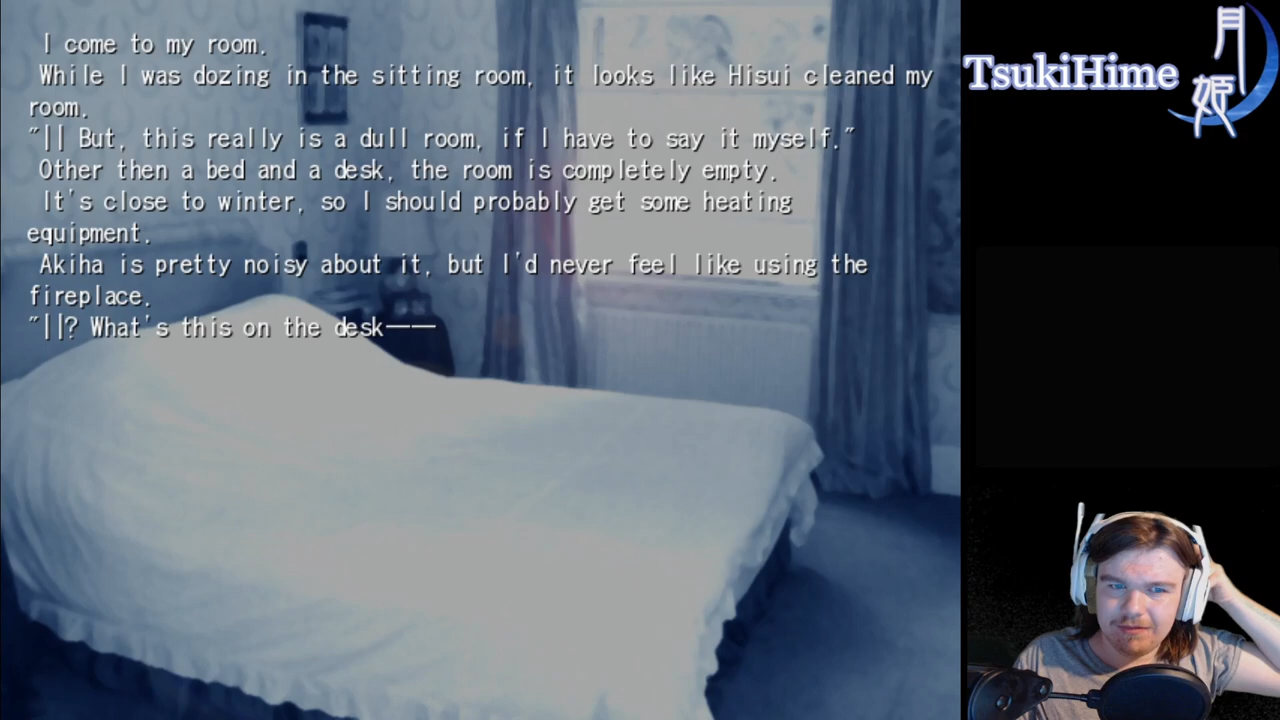 I come to my room.
While I was dozing in the sitting room, it looks like Hisui cleaned my
room.
"|| But, this really is a dull room, if I have to say it myself."
Other then a bed and a desk, the room is completely empty.
It's close to winter, so I should probably get some heating
equipment.
Akiha is pretty noisy about it, but I'd never feel like using the
fireplace.
"||? What's this on the desk――
TsukiHime
月姫